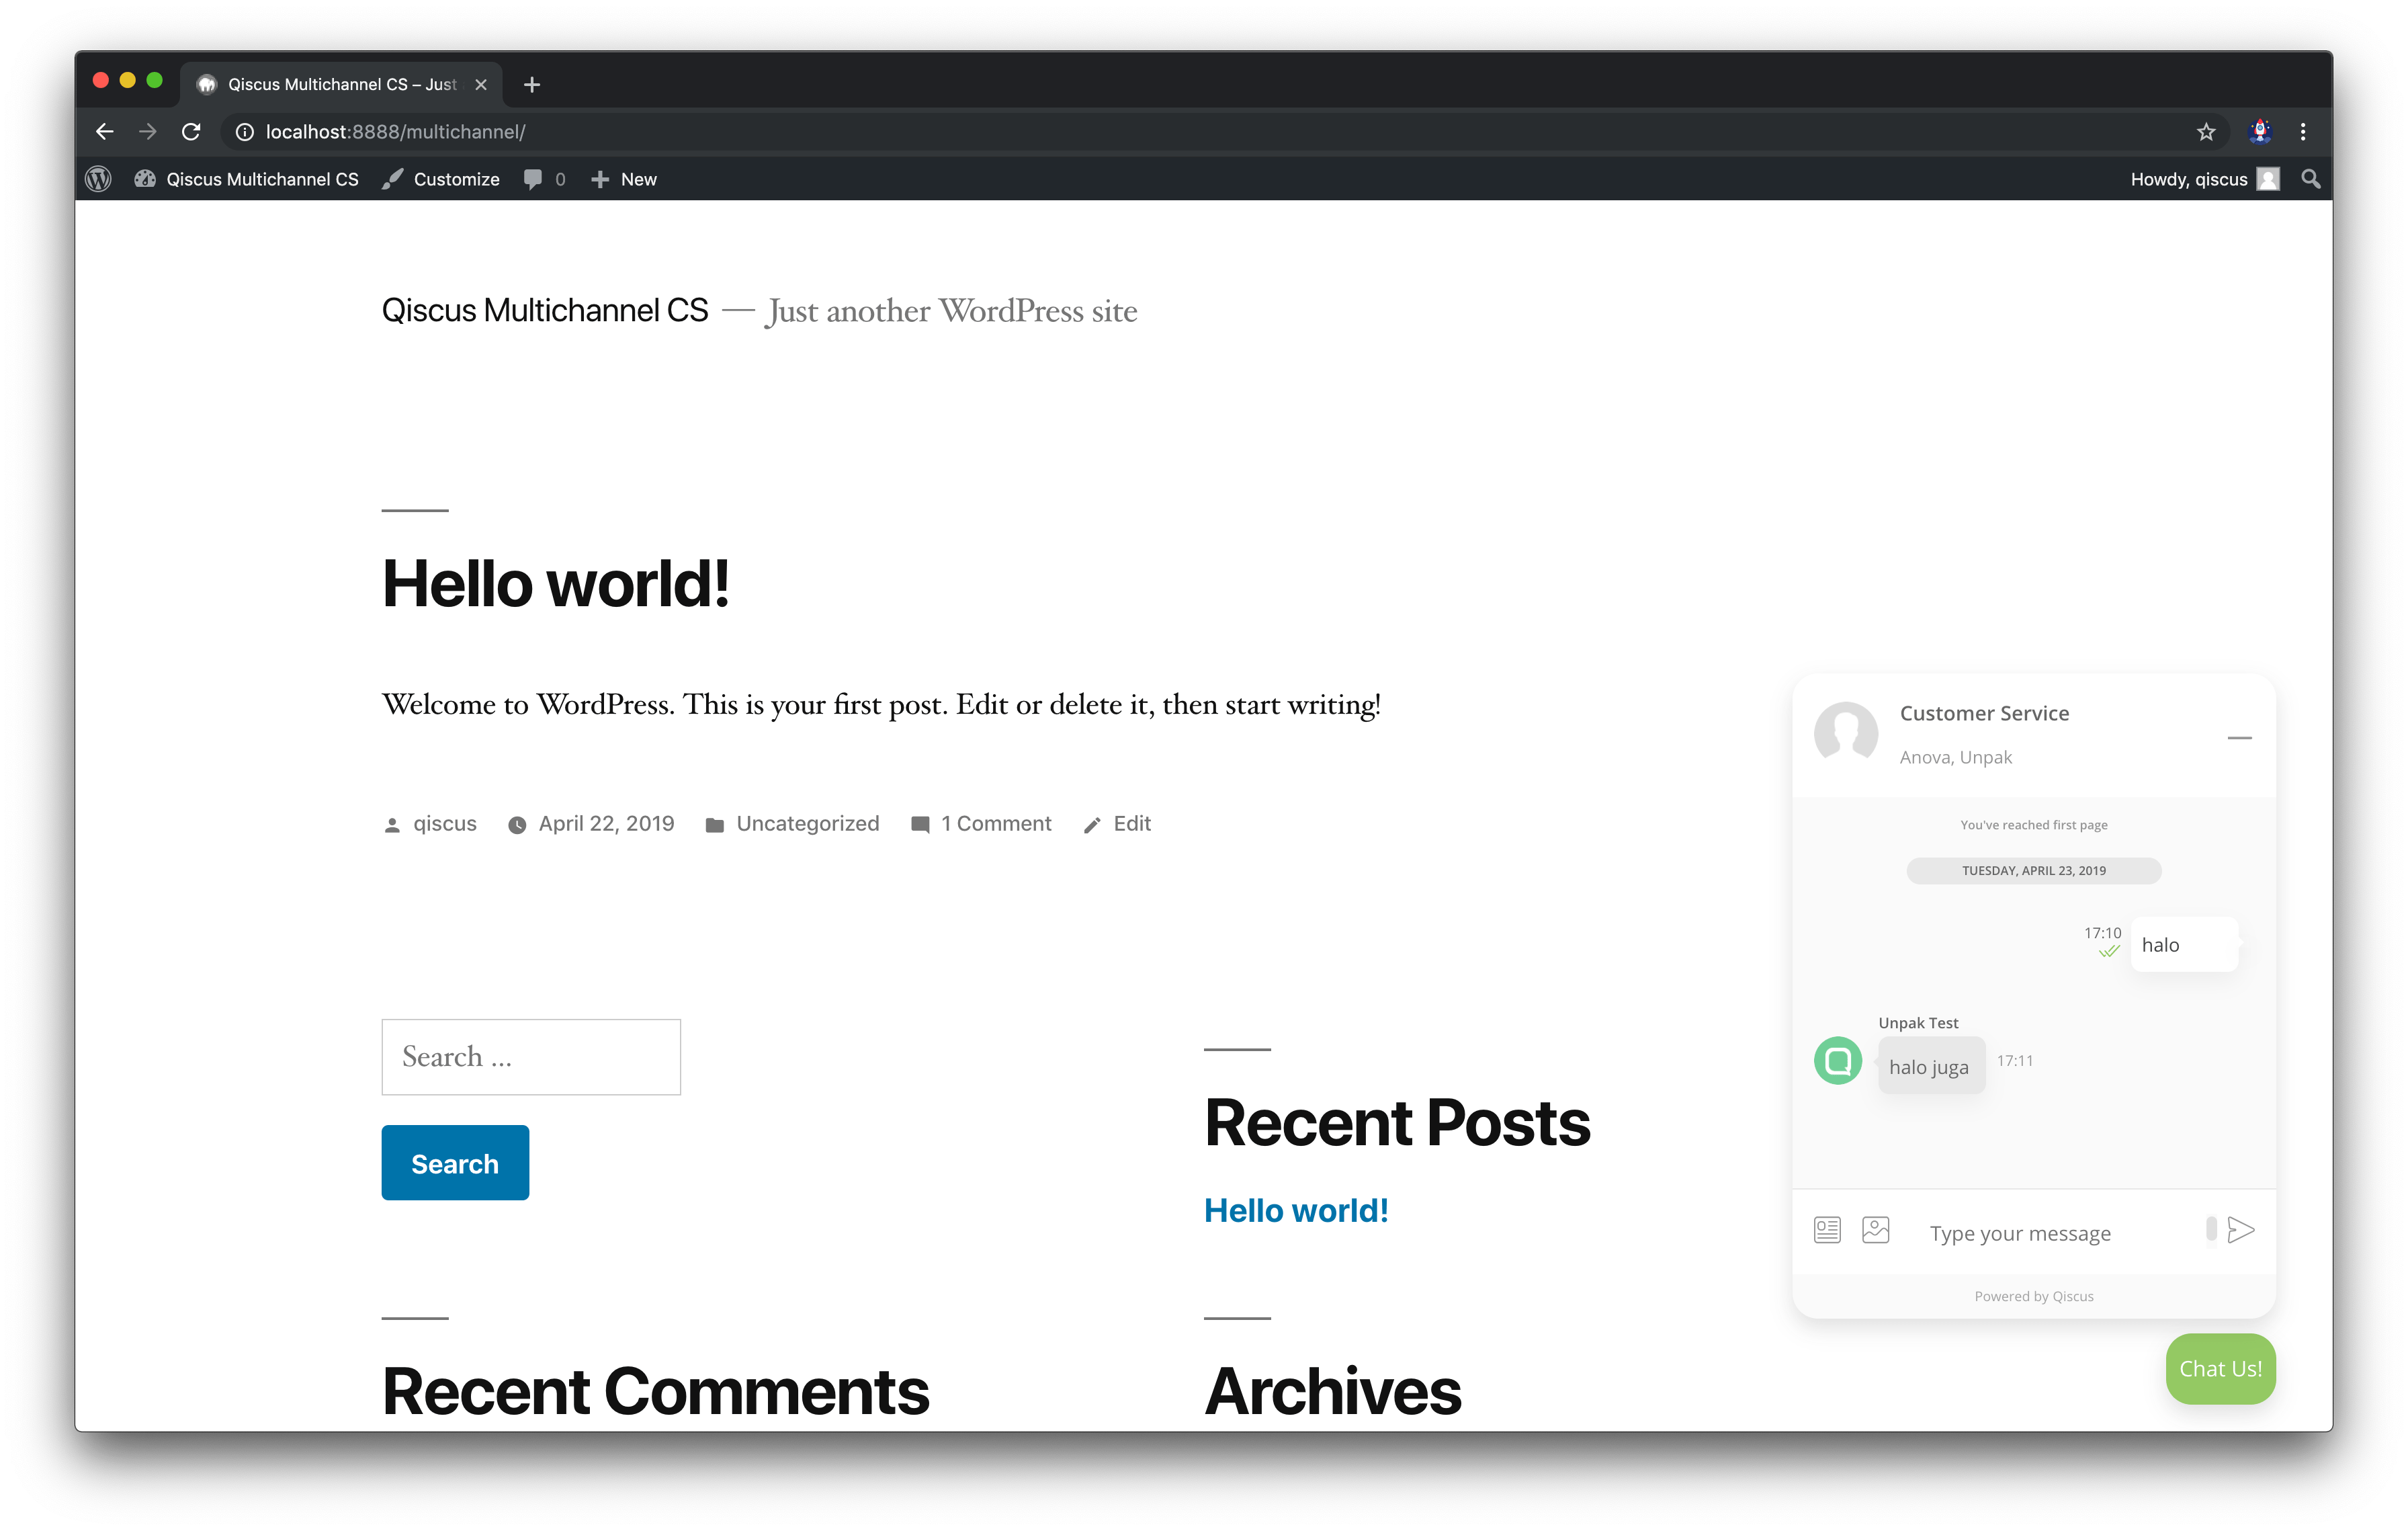 Qiscus Multichannel CS – Just
localhost:8888/multichannel/
Qiscus Multichannel CS Customize 0 New Howdy, qiscus
Qiscus Multichannel CS — Just another WordPress site
Hello world!
Welcome to WordPress. This is your first post. Edit or delete it, then start writing!
qiscus April 22, 2019 Uncategorized 1 Comment Edit
Search ...
Search
Recent Posts
Hello world!
Recent Comments
Archives
Customer Service
Anova, Unpak
You've reached first page
TUESDAY, APRIL 23, 2019
17:10 halo
Unpak Test
halo juga 17:11
Type your message
Powered by Qiscus
Chat Us!